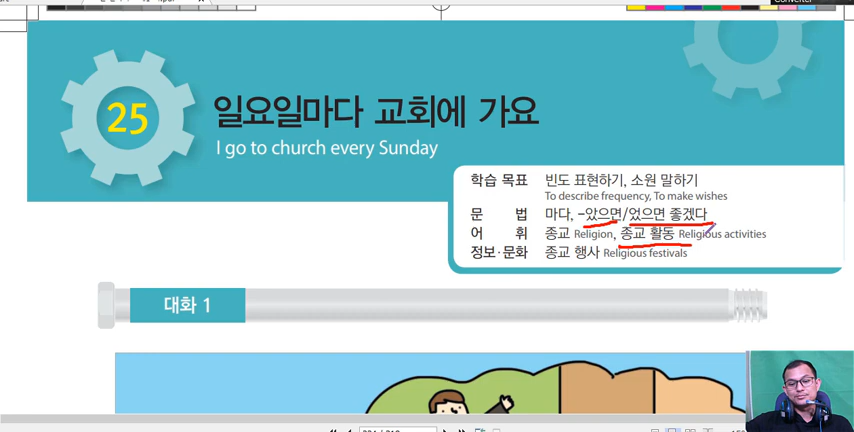 Converter
25
일요일마다 교회에 가요
I go to church every Sunday
학습 목표 빈도 표현하기, 소원 말하기
To describe frequency, To make wishes
문 법 마다, -았으면/었으면 좋겠다
어 휘 종교 Religion, 종교 활동 Religious activities
정보·문화 종교 행사 Religious festivals
대화 1